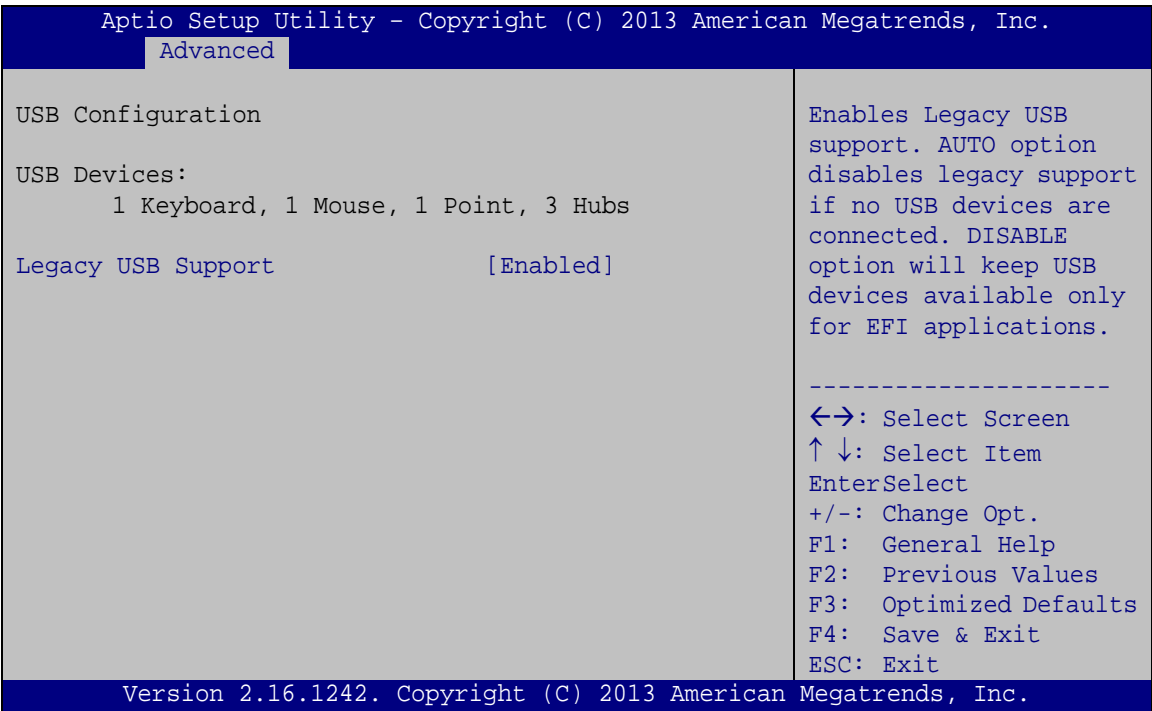 Aptio Setup Utility – Copyright (C) 2013 American Megatrends, Inc.
Advanced
USB Configuration
USB Devices:
1 Keyboard, 1 Mouse, 1 Point, 3 Hubs
Legacy USB Support [Enabled]
Enables Legacy USB
support. AUTO option
disables legacy support
if no USB devices are
connected. DISABLE
option will keep USB
devices available only
for EFI applications.
---------------------
←→: Select Screen
↑ ↓: Select Item
EnterSelect
+/-: Change Opt.
F1: General Help
F2: Previous Values
F3: Optimized Defaults
F4: Save & Exit
ESC: Exit
Version 2.16.1242. Copyright (C) 2013 American Megatrends, Inc.